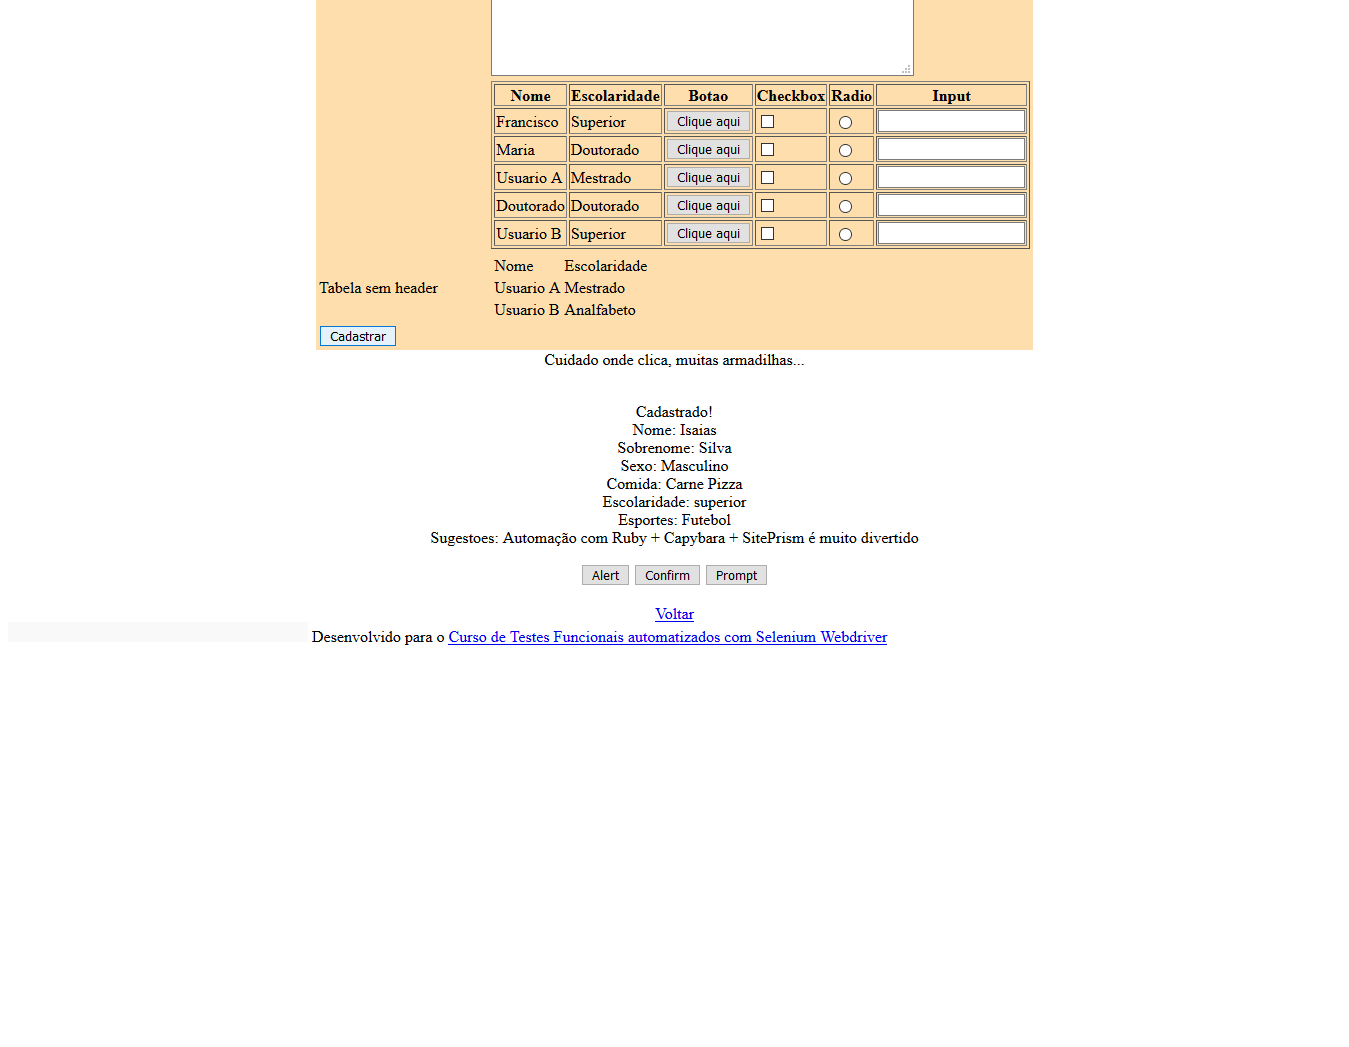 Nome Escolaridade Botao Checkbox Radio Input
Francisco Superior Clique aqui
Maria Doutorado Clique aqui
Usuario A Mestrado Clique aqui
Doutorado Doutorado Clique aqui
Usuario B Superior Clique aqui
Nome Escolaridade
Tabela sem header Usuario A Mestrado
Usuario B Analfabeto
Cadastrar
Cuidado onde clica, muitas armadilhas...
Cadastrado!
Nome: Isaias
Sobrenome: Silva
Sexo: Masculino
Comida: Carne Pizza
Escolaridade: superior
Esportes: Futebol
Sugestoes: Automação com Ruby + Capybara + SitePrism é muito divertido
Alert Confirm Prompt
Voltar
Desenvolvido para o Curso de Testes Funcionais automatizados com Selenium Webdriver